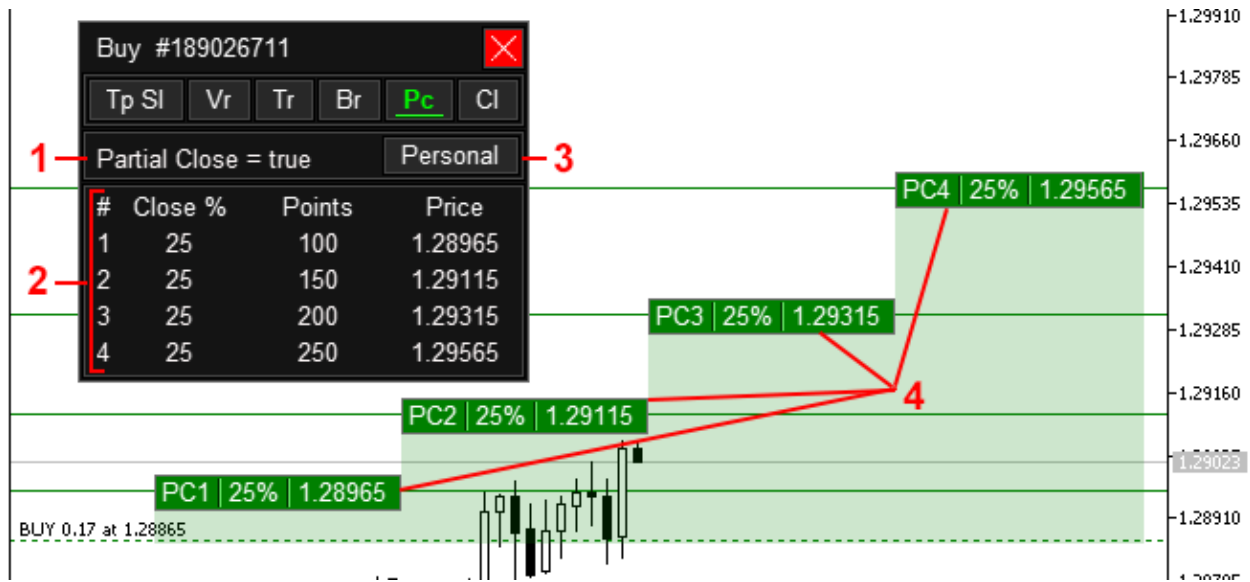 Buy #189026711
Tp Sl Vr Tr Br Pc Cl
1 Partial Close = true Personal 3
# Close % Points Price
1 25 100 1.28965
2 25 150 1.29115
3 25 200 1.29315
4 25 250 1.29565
2
PC4 25% 1.29565
PC3 25% 1.29315
4
PC2 25% 1.29115
PC1 25% 1.28965
BUY 0.17 at 1.28865
1.29910
1.29785
1.29660
1.29535
1.29410
1.29285
1.29160
1.29023
1.28910